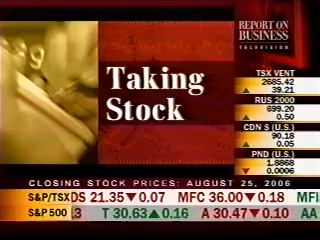 REPORT ON
BUSINESS
TELEVISION
Taking
Stock
TSX VENT
2685.42
▲ 39.21
RUS 2000
699.20
▲ 0.50
CDN $ (U.S.)
90.18
▲ 0.05
PND (U.S.)
1.8868
▼ 0.0006
CLOSING STOCK PRICES: AUGUST 25, 2006
S&P/TSX DS 21.35▼0.07 MFC 36.00▼0.18 MFI
S&P 500 .3 T 30.63▲0.16 A 30.47▼0.10 AA